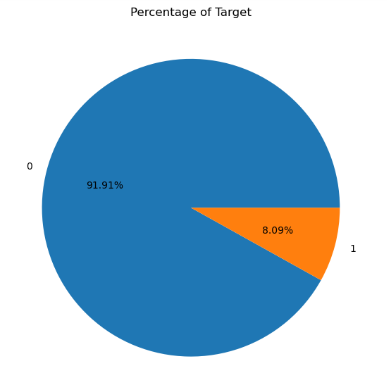 Percentage of Target
0
91.91%
8.09%
1